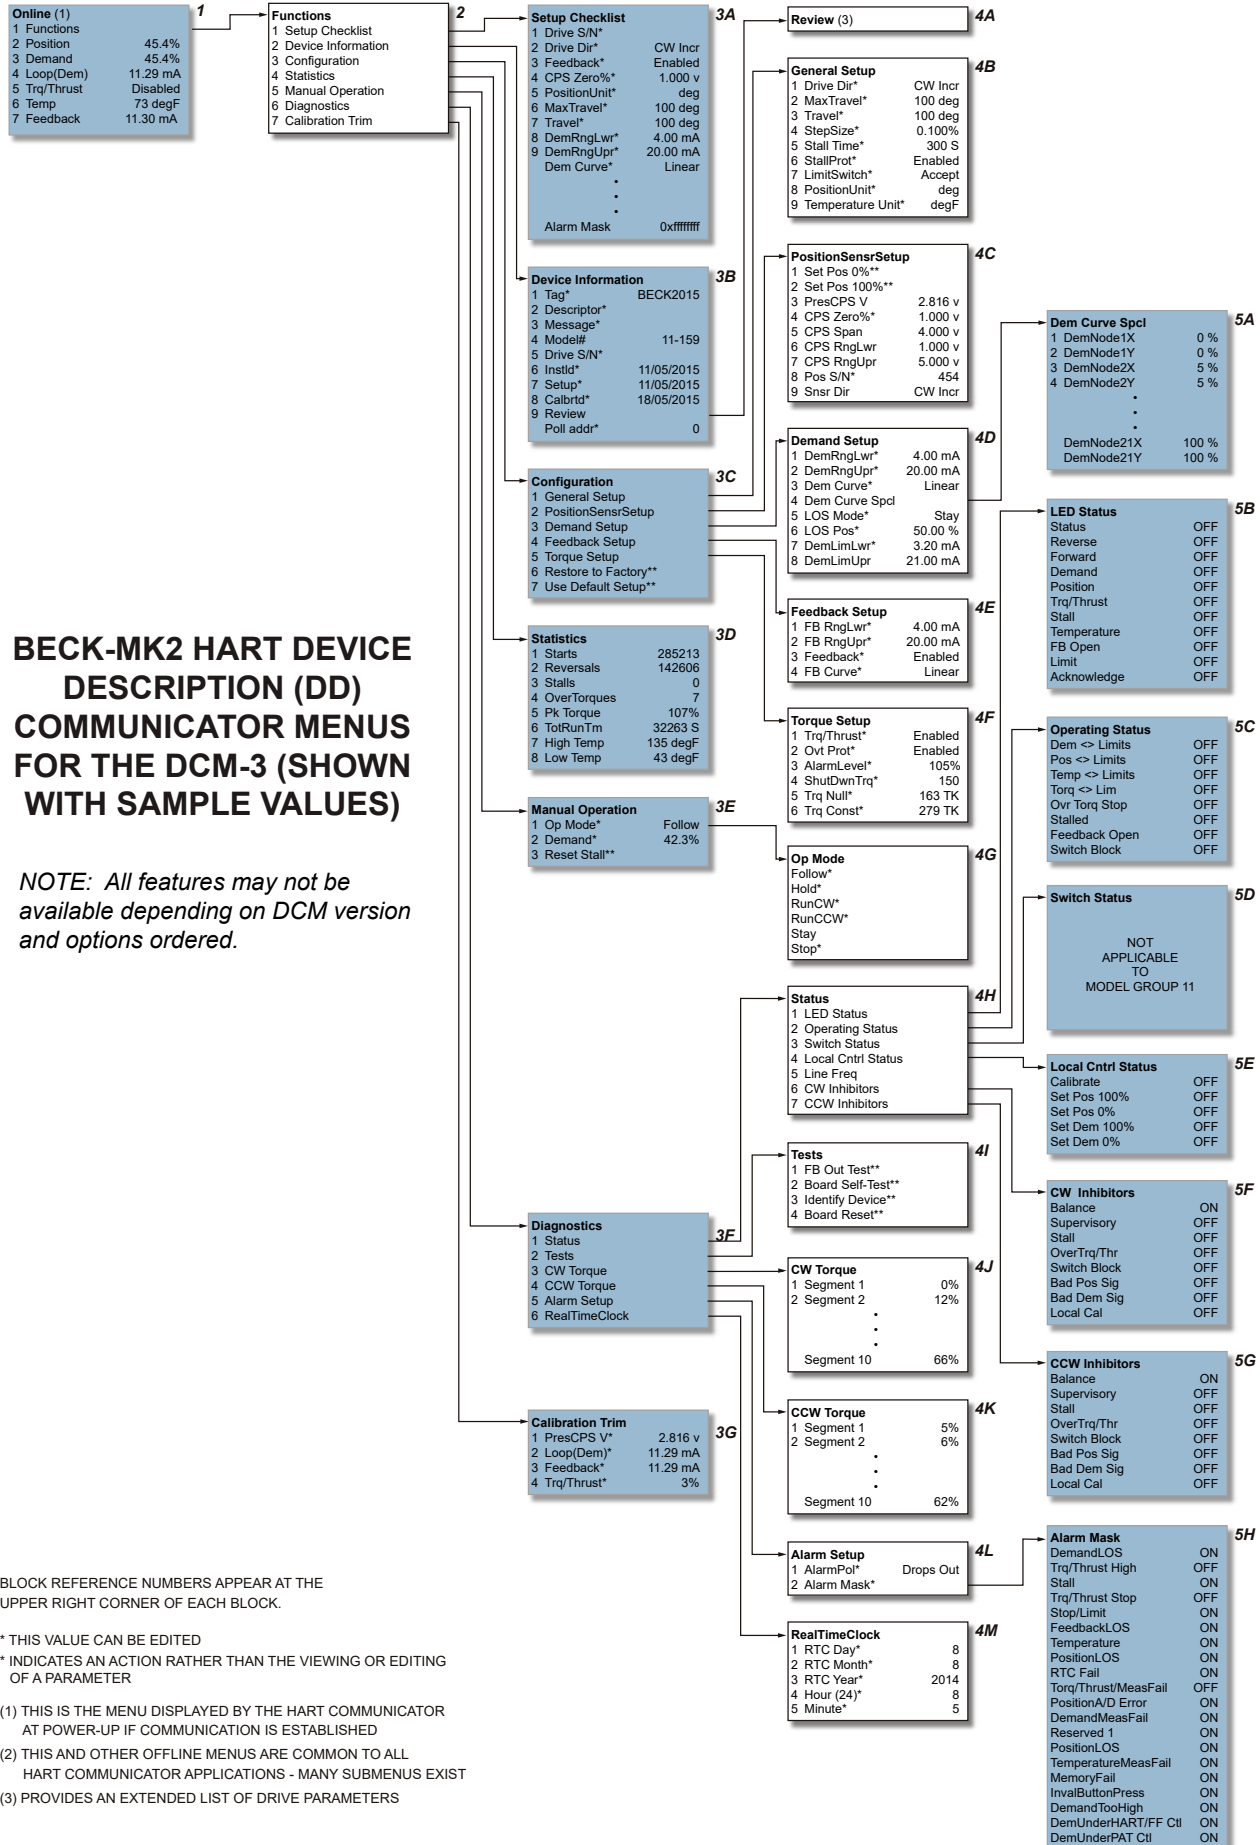 Online (1)
1 Functions
2 Position 45.4%
3 Demand 45.4%
4 Loop(Dem) 11.29 mA
5 Trq/Thrust Disabled
6 Temp 73 degF
7 Feedback 11.30 mA
1
Functions
1 Setup Checklist
2 Device Information
3 Configuration
4 Statistics
5 Manual Operation
6 Diagnostics
7 Calibration Trim
2
Setup Checklist
1 Drive S/N*
2 Drive Dir* CW Incr
3 Feedback* Enabled
4 CPS Zero%* 1.000 v
5 PositionUnit* deg
6 MaxTravel* 100 deg
7 Travel* 100 deg
8 DemRngLwr* 4.00 mA
9 DemRngUpr* 20.00 mA
Dem Curve* Linear
•
•
•
Alarm Mask 0xffffffff
3A
Device Information
1 Tag* BECK2015
2 Descriptor*
3 Message*
4 Model# 11-159
5 Drive S/N*
6 Instld* 11/05/2015
7 Setup* 11/05/2015
8 Calbrtd* 18/05/2015
9 Review
Poll addr* 0
3B
Configuration
1 General Setup
2 PositionSensrSetup
3 Demand Setup
4 Feedback Setup
5 Torque Setup
6 Restore to Factory**
7 Use Default Setup**
3C
Statistics
1 Starts 285213
2 Reversals 142606
3 Stalls 0
4 OverTorques 7
5 Pk Torque 107%
6 TotRunTm 32263 S
7 High Temp 135 degF
8 Low Temp 43 degF
3D
Manual Operation
1 Op Mode* Follow
2 Demand* 42.3%
3 Reset Stall**
3E
Diagnostics
1 Status
2 Tests
3 CW Torque
4 CCW Torque
5 Alarm Setup
6 RealTimeClock
3F
Calibration Trim
1 PresCPS V* 2.816 v
2 Loop(Dem)* 11.29 mA
3 Feedback* 11.29 mA
4 Trq/Thrust* 3%
3G
Review (3)
4A
General Setup
1 Drive Dir* CW Incr
2 MaxTravel* 100 deg
3 Travel* 100 deg
4 StepSize* 0.100%
5 Stall Time* 300 S
6 StallProt* Enabled
7 LimitSwitch* Accept
8 PositionUnit* deg
9 Temperature Unit* degF
4B
PositionSensrSetup
1 Set Pos 0%**
2 Set Pos 100%**
3 PresCPS V 2.816 v
4 CPS Zero%* 1.000 v
5 CPS Span 4.000 v
6 CPS RngLwr 1.000 v
7 CPS RngUpr 5.000 v
8 Pos S/N* 454
9 Snsr Dir CW Incr
4C
Demand Setup
1 DemRngLwr* 4.00 mA
2 DemRngUpr* 20.00 mA
3 Dem Curve* Linear
4 Dem Curve Spcl
5 LOS Mode* Stay
6 LOS Pos* 50.00 %
7 DemLimLwr* 3.20 mA
8 DemLimUpr 21.00 mA
4D
Feedback Setup
1 FB RngLwr* 4.00 mA
2 FB RngUpr* 20.00 mA
3 Feedback* Enabled
4 FB Curve* Linear
4E
Torque Setup
1 Trq/Thrust* Enabled
2 Ovt Prot* Enabled
3 AlarmLevel* 105%
4 ShutDwnTrq* 150
5 Trq Null* 163 TK
6 Trq Const* 279 TK
4F
Op Mode
Follow*
Hold*
RunCW*
RunCCW*
Stay
Stop*
4G
Status
1 LED Status
2 Operating Status
3 Switch Status
4 Local Cntrl Status
5 Line Freq
6 CW Inhibitors
7 CCW Inhibitors
4H
Tests
1 FB Out Test**
2 Board Self-Test**
3 Identify Device**
4 Board Reset**
4I
CW Torque
1 Segment 1 0%
2 Segment 2 12%
•
•
•
Segment 10 66%
4J
CCW Torque
1 Segment 1 5%
2 Segment 2 6%
•
•
•
Segment 10 62%
4K
Alarm Setup
1 AlarmPol* Drops Out
2 Alarm Mask*
4L
RealTimeClock
1 RTC Day* 8
2 RTC Month* 8
3 RTC Year* 2014
4 Hour (24)* 8
5 Minute* 5
4M
Dem Curve Spcl
1 DemNode1X 0 %
2 DemNode1Y 0 %
3 DemNode2X 5 %
4 DemNode2Y 5 %
•
•
•
DemNode21X 100 %
DemNode21Y 100 %
5A
LED Status
Status OFF
Reverse OFF
Forward OFF
Demand OFF
Position OFF
Trq/Thrust OFF
Stall OFF
Temperature OFF
FB Open OFF
Limit OFF
Acknowledge OFF
5B
Operating Status
Dem <> Limits OFF
Pos <> Limits OFF
Temp <> Limits OFF
Torq <> Lim OFF
Ovr Torq Stop OFF
Stalled OFF
Feedback Open OFF
Switch Block OFF
5C
Switch Status
NOT
APPLICABLE
TO
MODEL GROUP 11
5D
Local Cntrl Status
Calibrate OFF
Set Pos 100% OFF
Set Pos 0% OFF
Set Dem 100% OFF
Set Dem 0% OFF
5E
CW Inhibitors
Balance ON
Supervisory OFF
Stall OFF
OverTrq/Thr OFF
Switch Block OFF
Bad Pos Sig OFF
Bad Dem Sig OFF
Local Cal OFF
5F
CCW Inhibitors
Balance ON
Supervisory OFF
Stall OFF
OverTrq/Thr OFF
Switch Block OFF
Bad Pos Sig OFF
Bad Dem Sig OFF
Local Cal OFF
5G
Alarm Mask
DemandLOS ON
Trq/Thrust High OFF
Stall ON
Trq/Thrust Stop OFF
Stop/Limit ON
FeedbackLOS ON
Temperature ON
PositionLOS ON
RTC Fail ON
Torq/Thrust/MeasFail OFF
PositionA/D Error ON
DemandMeasFail ON
Reserved 1 ON
PositionLOS ON
TemperatureMeasFail ON
MemoryFail ON
InvalButtonPress ON
DemandTooHigh ON
DemUnderHART/FF Ctl ON
DemUnderPAT Ctl ON
5H
BECK-MK2 HART DEVICE
DESCRIPTION (DD)
COMMUNICATOR MENUS
FOR THE DCM-3 (SHOWN
WITH SAMPLE VALUES)
NOTE: All features may not be
available depending on DCM version
and options ordered.
BLOCK REFERENCE NUMBERS APPEAR AT THE
UPPER RIGHT CORNER OF EACH BLOCK.
* THIS VALUE CAN BE EDITED
* INDICATES AN ACTION RATHER THAN THE VIEWING OR EDITING
OF A PARAMETER
(1) THIS IS THE MENU DISPLAYED BY THE HART COMMUNICATOR
AT POWER-UP IF COMMUNICATION IS ESTABLISHED
(2) THIS AND OTHER OFFLINE MENUS ARE COMMON TO ALL
HART COMMUNICATOR APPLICATIONS - MANY SUBMENUS EXIST
(3) PROVIDES AN EXTENDED LIST OF DRIVE PARAMETERS